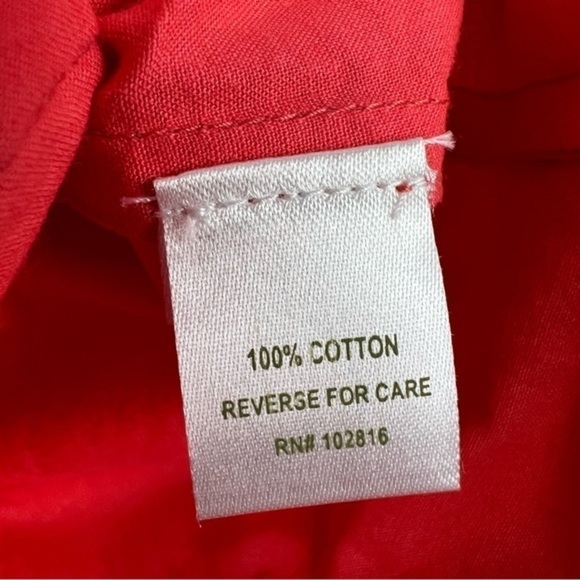 100% COTTON
REVERSE FOR CARE
RN# 102816